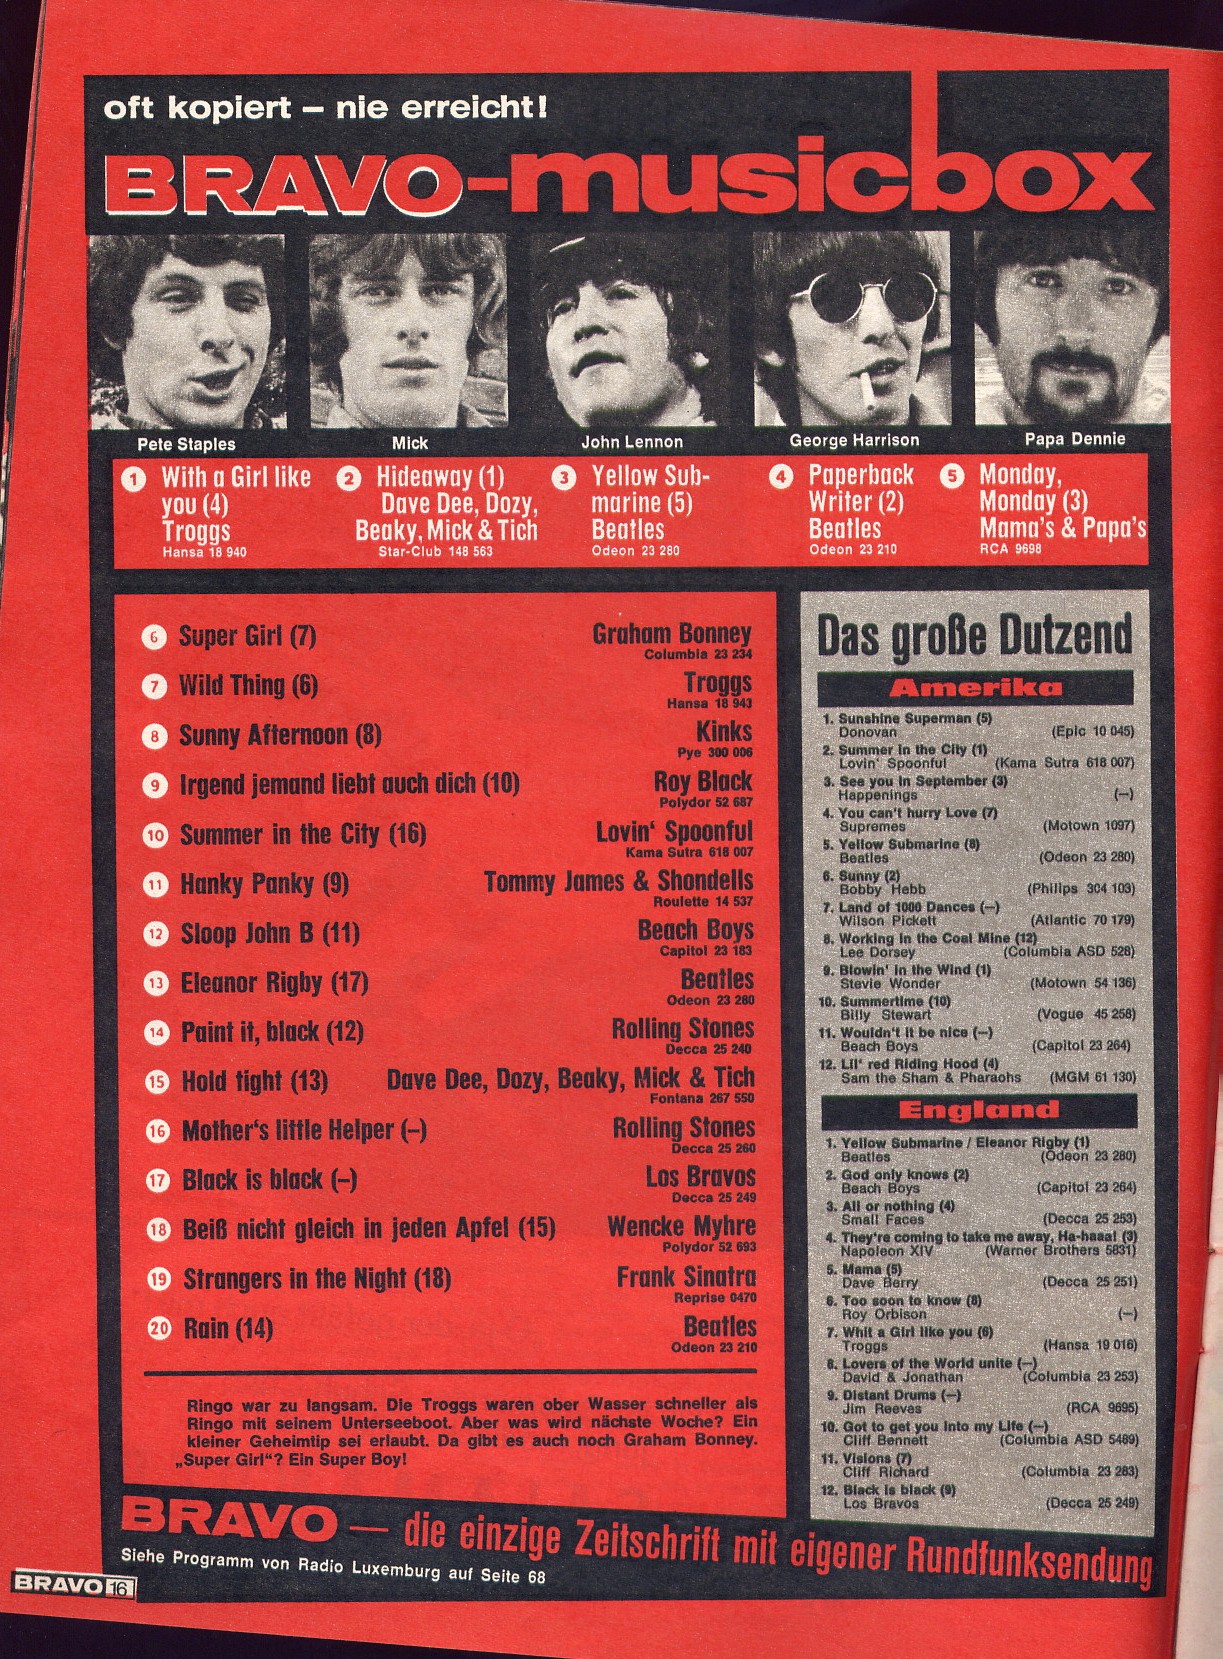 oft kopiert – nie erreicht!
BRAVO-musicbox
Pete Staples
Mick
John Lennon
George Harrison
Papa Dennie
1 With a Girl like
you (4)
Troggs
Hansa 18 940
2 Hideaway (1)
Dave Dee, Dozy,
Beaky, Mick & Tich
Star-Club 148 563
3 Yellow Sub-
marine (5)
Beatles
Odeon 23 280
4 Paperback
Writer (2)
Beatles
Odeon 23 210
5 Monday,
Monday (3)
Mama's & Papa's
RCA 9698
6 Super Girl (7) Graham Bonney
Columbia 23 234
7 Wild Thing (6) Troggs
Hansa 18 943
8 Sunny Afternoon (8) Kinks
Pye 300 006
9 Irgend jemand liebt auch dich (10) Roy Black
Polydor 52 687
10 Summer in the City (16) Lovin' Spoonful
Kama Sutra 618 007
11 Hanky Panky (9) Tommy James & Shondells
Roulette 14 537
12 Sloop John B (11) Beach Boys
Capitol 23 183
13 Eleanor Rigby (17) Beatles
Odeon 23 280
14 Paint it, black (12) Rolling Stones
Decca 25 240
15 Hold tight (13) Dave Dee, Dozy, Beaky, Mick & Tich
Fontana 267 550
16 Mother's little Helper (–) Rolling Stones
Decca 25 260
17 Black is black (–) Los Bravos
Decca 25 249
18 Beiß nicht gleich in jeden Apfel (15) Wencke Myhre
Polydor 52 693
19 Strangers in the Night (18) Frank Sinatra
Reprise 0470
20 Rain (14) Beatles
Odeon 23 210
Ringo war zu langsam. Die Troggs waren ober Wasser schneller als
Ringo mit seinem Unterseeboot. Aber was wird nächste Woche? Ein
kleiner Geheimtip sei erlaubt. Da gibt es auch noch Graham Bonney.
„Super Girl"? Ein Super Boy!
Das große Dutzend
Amerika
1. Sunshine Superman (5)
Donovan (Epic 10 045)
2. Summer in the City (1)
Lovin' Spoonful (Kama Sutra 618 007)
3. See you in September (3)
Happenings (—)
4. You can't hurry Love (7)
Supremes (Motown 1097)
5. Yellow Submarine (8)
Beatles (Odeon 23 280)
6. Sunny (2)
Bobby Hebb (Philips 304 103)
7. Land of 1000 Dances (—)
Wilson Pickett (Atlantic 70 179)
8. Working in the Coal Mine (12)
Lee Dorsey (Columbia ASD 528)
9. Blowin' in the Wind (1)
Stevie Wonder (Motown 54 136)
10. Summertime (10)
Billy Stewart (Vogue 45 258)
11. Wouldn't it be nice (—)
Beach Boys (Capitol 23 264)
12. Lil' red Riding Hood (4)
Sam the Sham & Pharaohs (MGM 61 130)
England
1. Yellow Submarine / Eleanor Rigby (1)
Beatles (Odeon 23 280)
2. God only knows (2)
Beach Boys (Capitol 23 264)
3. All or nothing (4)
Small Faces (Decca 25 253)
4. They're coming to take me away, Ha-haaa! (3)
Napoleon XIV (Warner Brothers 5831)
5. Mama (5)
Dave Berry (Decca 25 251)
6. Too soon to know (8)
Roy Orbison (—)
7. Whit a Girl like you (6)
Troggs (Hansa 19 016)
8. Lovers of the World unite (—)
David & Jonathan (Columbia 23 253)
9. Distant Drums (—)
Jim Reeves (RCA 9695)
10. Got to get you into my Life (—)
Cliff Bennett (Columbia ASD 5489)
11. Visions (7)
Cliff Richard (Columbia 23 283)
12. Black is black (9)
Los Bravos (Decca 25 249)
BRAVO — die einzige Zeitschrift mit eigener Rundfunksendung
Siehe Programm von Radio Luxemburg auf Seite 68
BRAVO 16